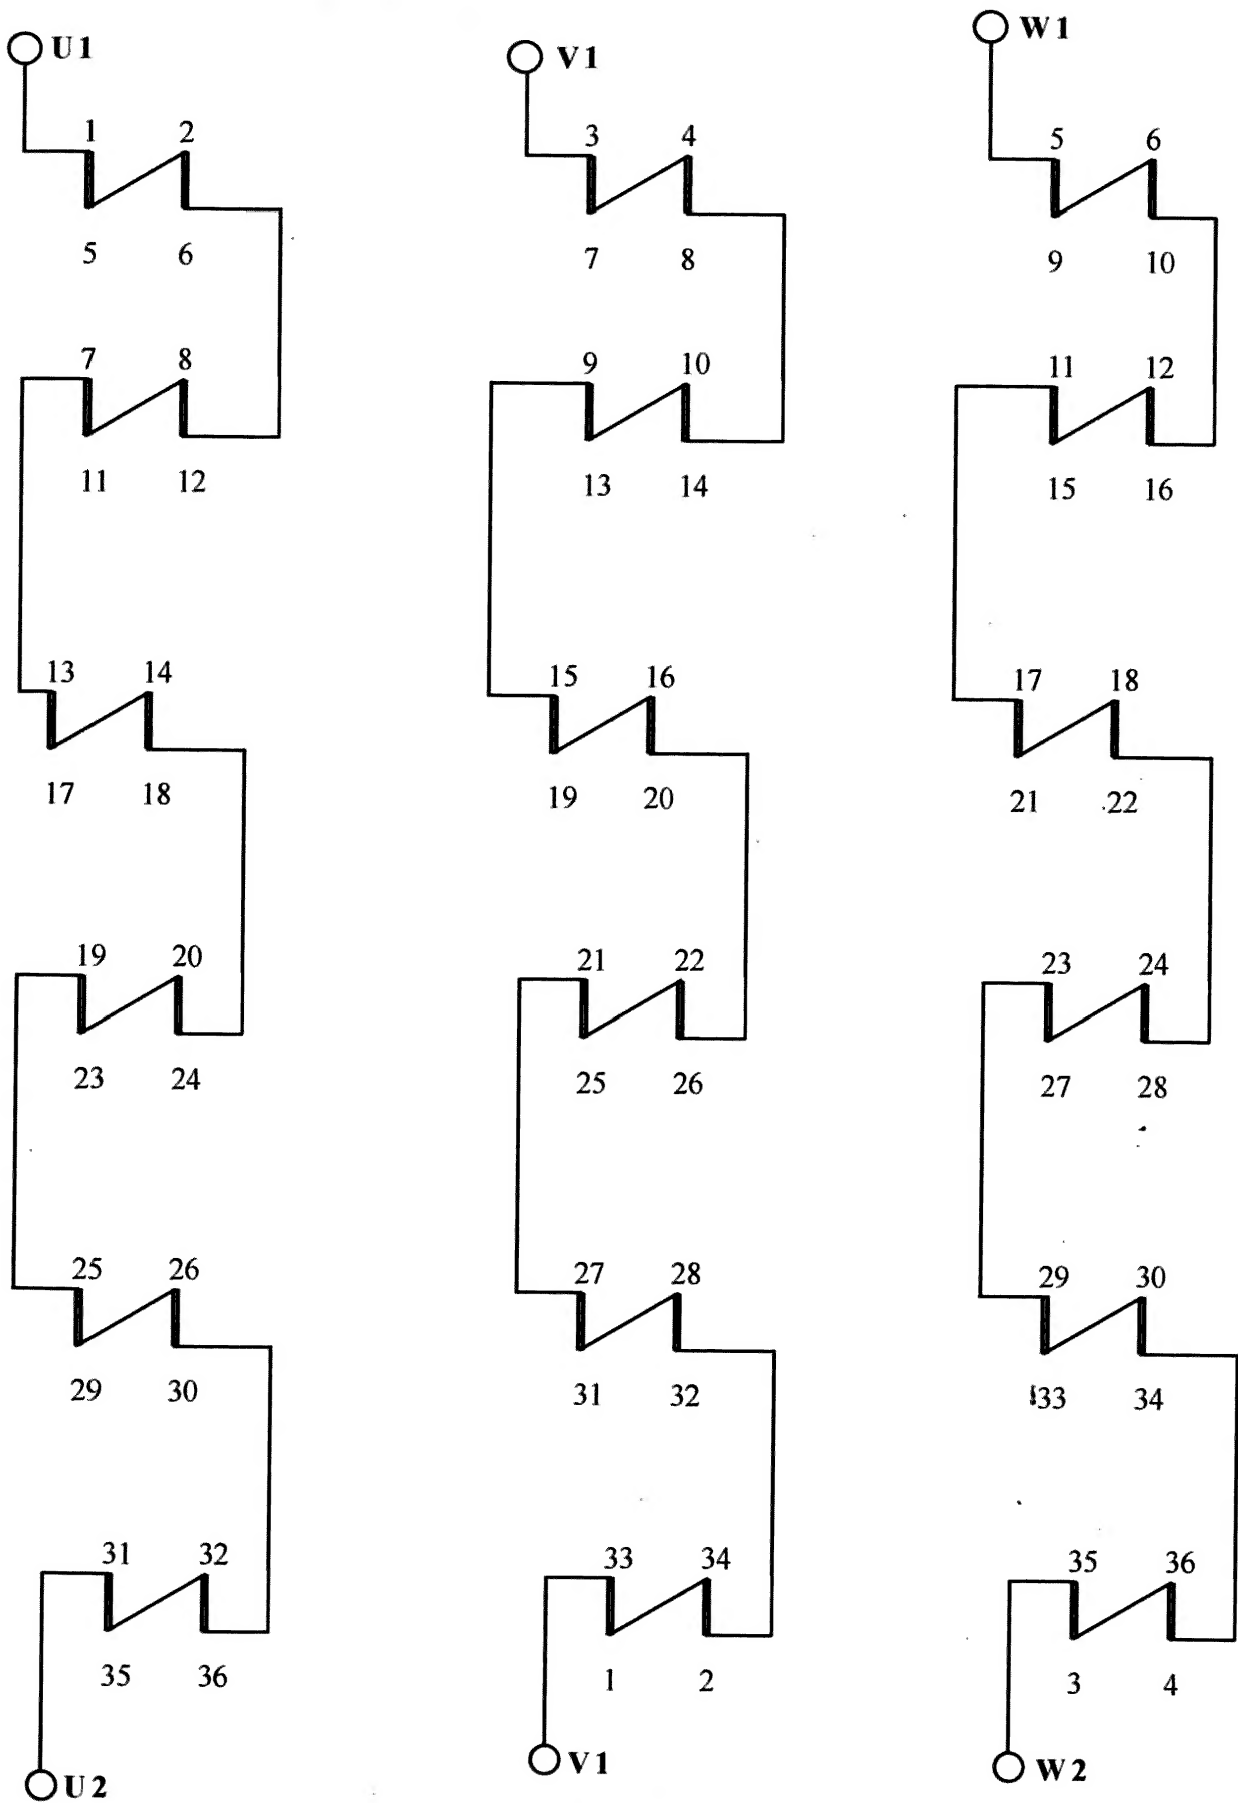 U1 V1 W1
1 2 3 4 5 6
5 6 7 8 9 10
7 8 9 10 11 12
11 12 13 14 15 16
13 14 15 16 17 18
17 18 19 20 21 22
19 20 21 22 23 24
23 24 25 26 27 28
25 26 27 28 29 30
29 30 31 32 33 34
31 32 33 34 35 36
35 36 1 2 3 4
U2 V1 W2